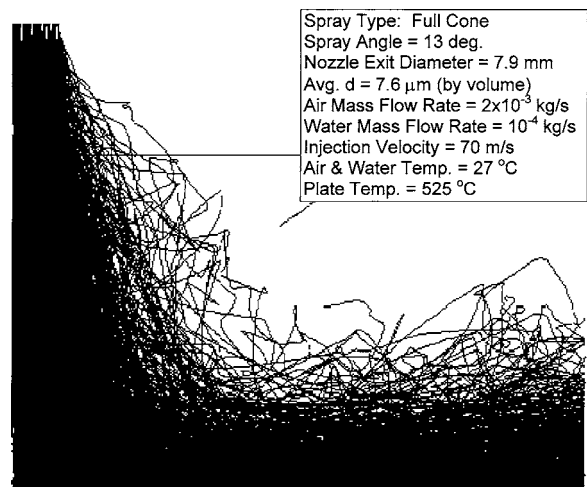 Spray Type: Full Cone
Spray Angle = 13 deg.
Nozzle Exit Diameter = 7.9 mm
Avg. d = 7.6 μm (by volume)
Air Mass Flow Rate = 2x10⁻³ kg/s
Water Mass Flow Rate = 10⁻⁴ kg/s
Injection Velocity = 70 m/s
Air & Water Temp. = 27 °C
Plate Temp. = 525 °C